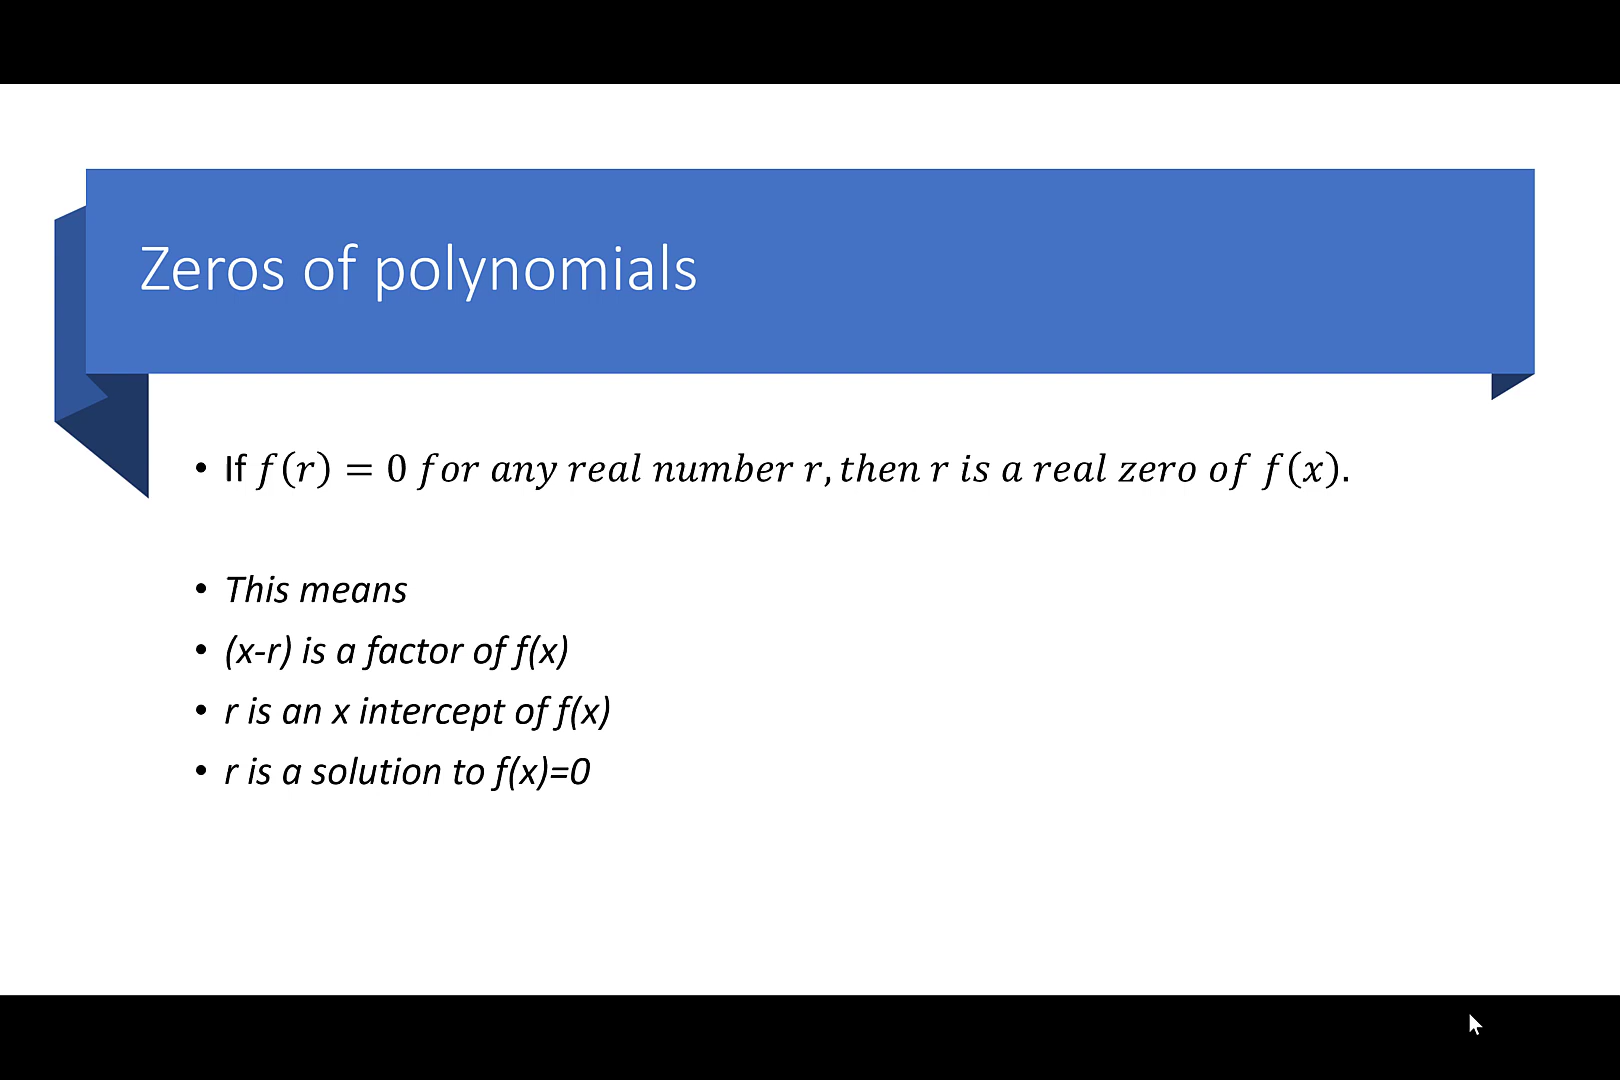 Zeros of polynomials
• If f(r) = 0 for any real number r, then r is a real zero of f(x).
• This means
• (x-r) is a factor of f(x)
• r is an x intercept of f(x)
• r is a solution to f(x)=0